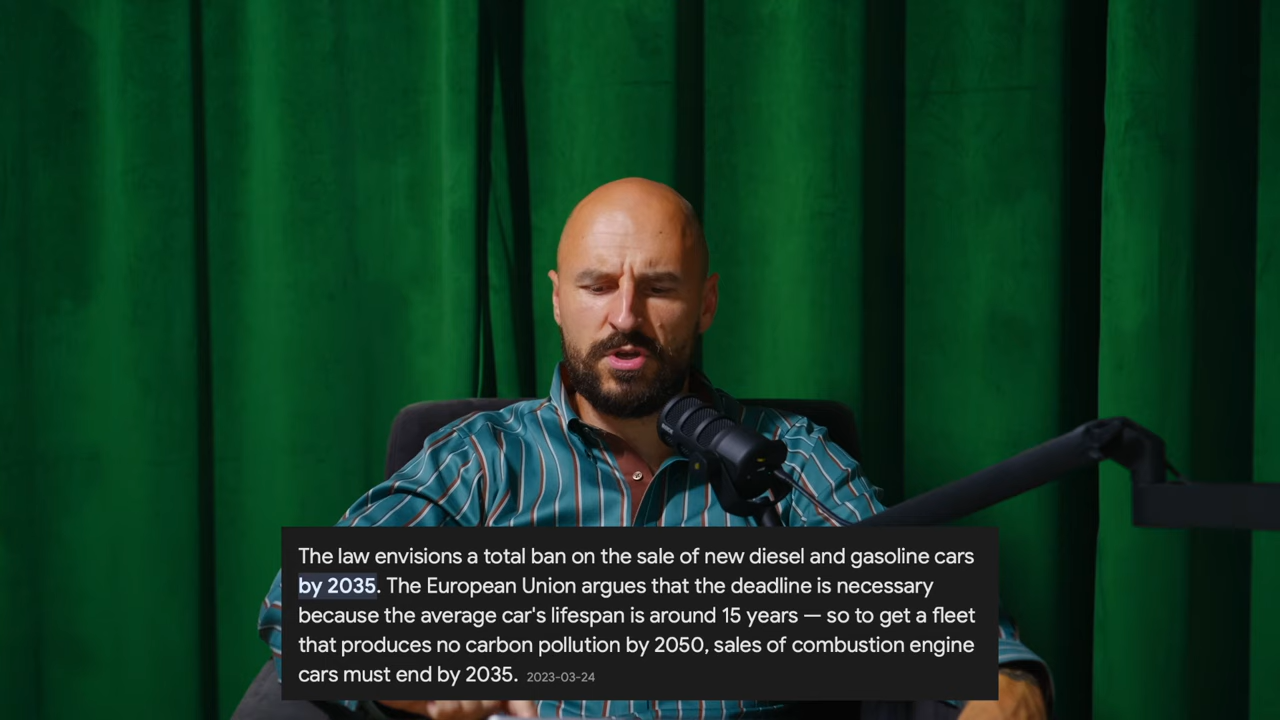 The law envisions a total ban on the sale of new diesel and gasoline cars
by 2035. The European Union argues that the deadline is necessary
because the average car's lifespan is around 15 years — so to get a fleet
that produces no carbon pollution by 2050, sales of combustion engine
cars must end by 2035. 2023-03-24